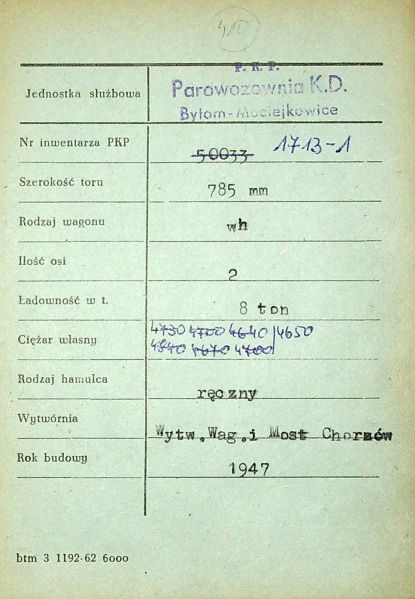 410
P. K. P.
Jednostka służbowa Parowozownia K.D.
Bytom-Maciejkowice
Nr inwentarza PKP 50033 1713-1
Szerokość toru 785 mm
Rodzaj wagonu wh
Ilość osi 2
Ładowność w t. 8 ton
4730 4700 4640/4650
Ciężar własny 4840 4670 4700
Rodzaj hamulca ręczny
Wytwórnia Wytw.Wag.i Most Chorzów
Rok budowy 1947
btm 3 1192-62 6000